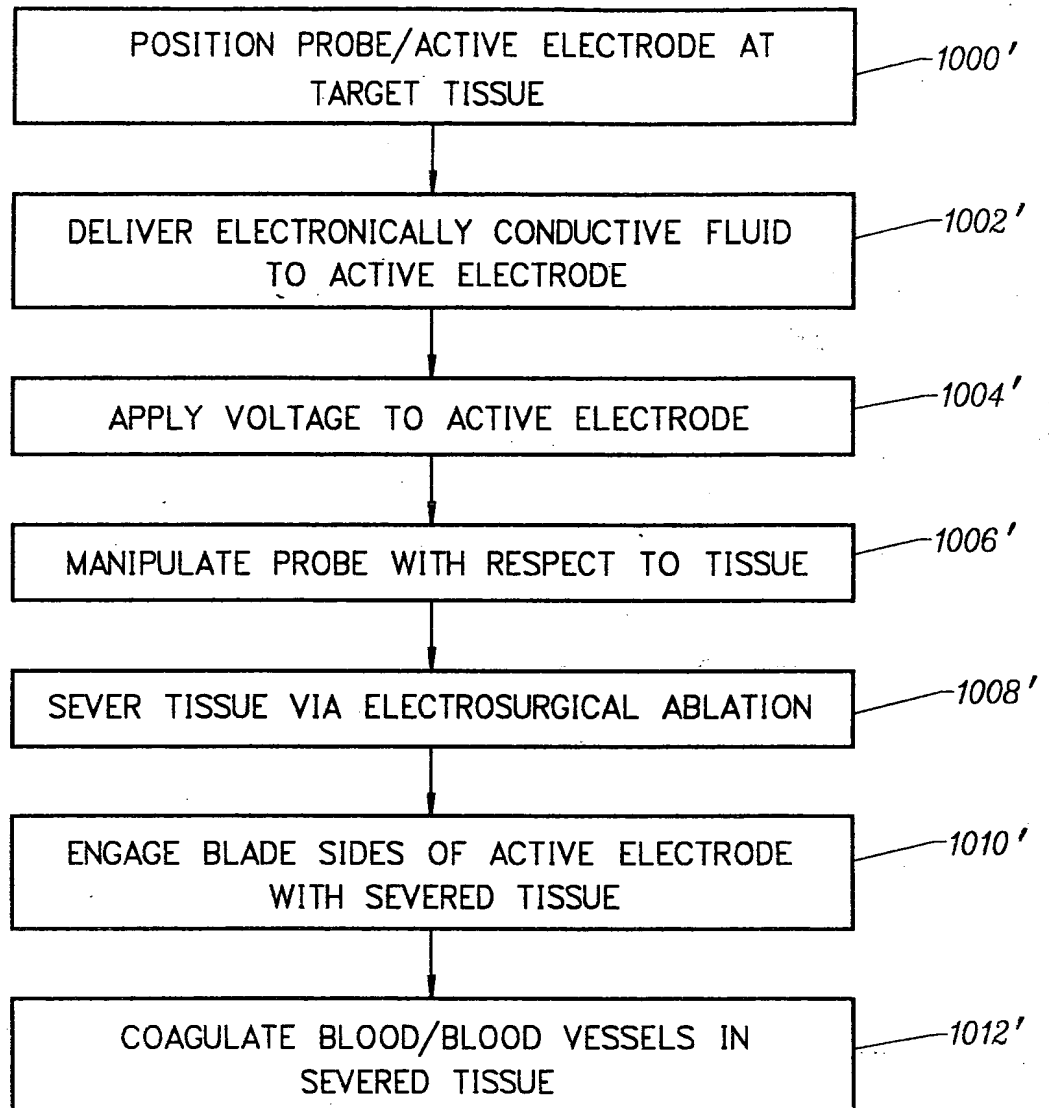 POSITION PROBE/ACTIVE ELECTRODE AT
TARGET TISSUE
1000'
DELIVER ELECTRONICALLY CONDUCTIVE FLUID
TO ACTIVE ELECTRODE
1002'
APPLY VOLTAGE TO ACTIVE ELECTRODE
1004'
MANIPULATE PROBE WITH RESPECT TO TISSUE
1006'
SEVER TISSUE VIA ELECTROSURGICAL ABLATION
1008'
ENGAGE BLADE SIDES OF ACTIVE ELECTRODE
WITH SEVERED TISSUE
1010'
COAGULATE BLOOD/BLOOD VESSELS IN
SEVERED TISSUE
1012'